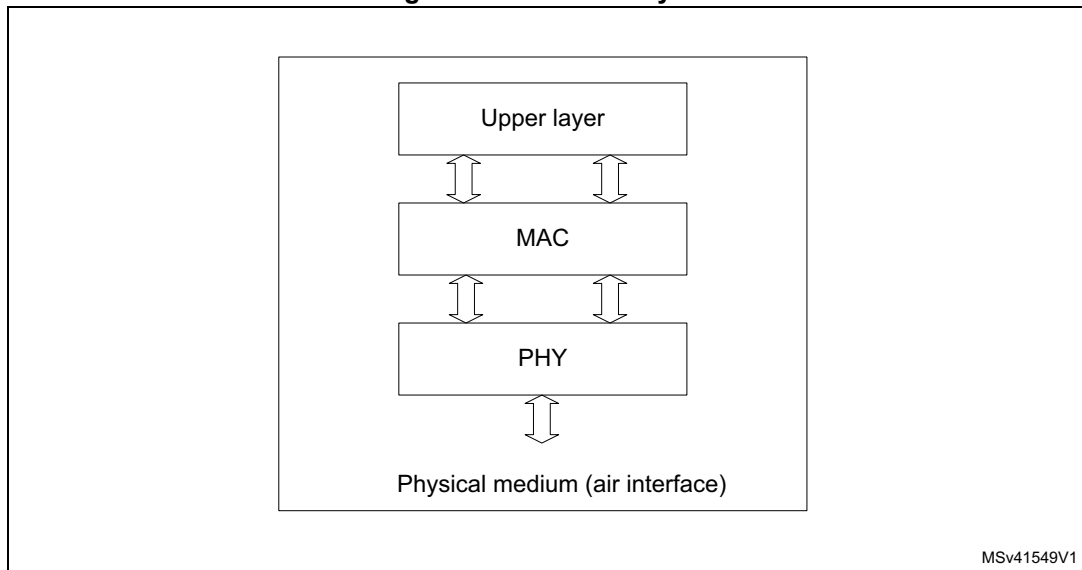 Upper layer
MAC
PHY
Physical medium (air interface)
MSv41549V1